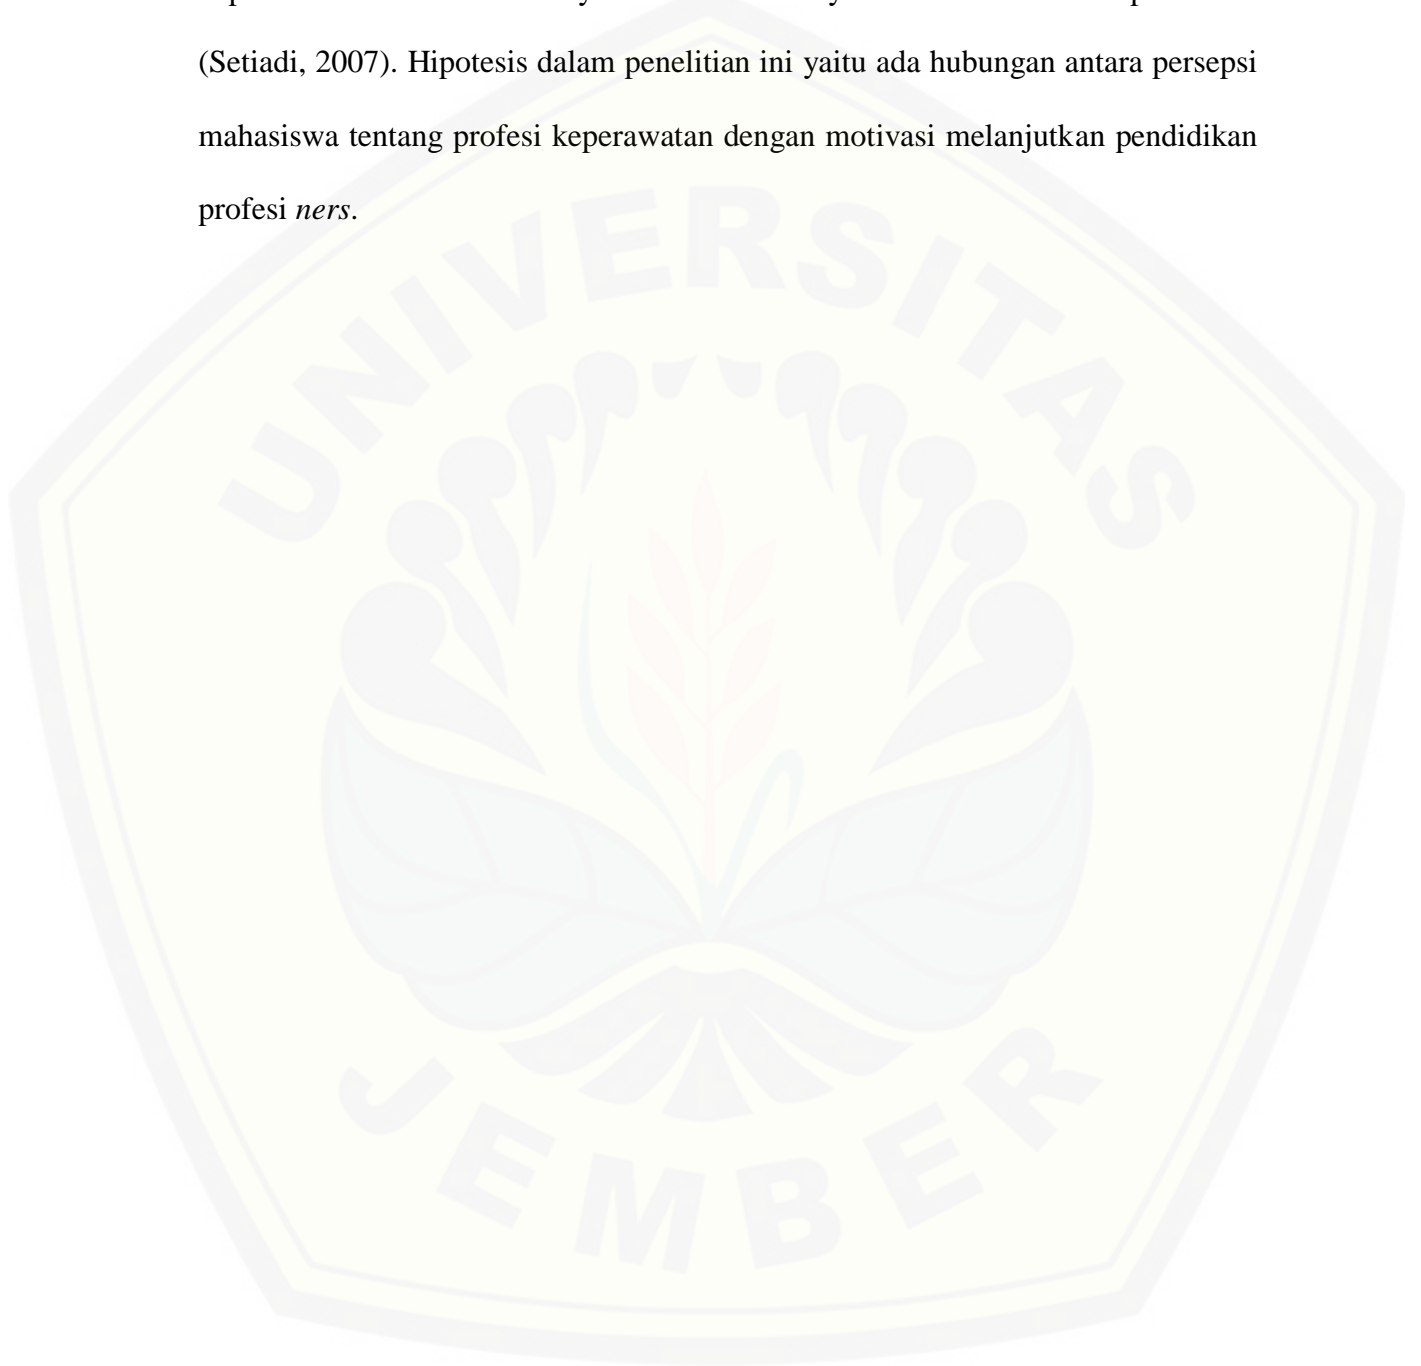 (Setiadi, 2007). Hipotesis dalam penelitian ini yaitu ada hubungan antara persepsi
mahasiswa tentang profesi keperawatan dengan motivasi melanjutkan pendidikan
profesi ners.
UNIVERSITAS
JEMBER